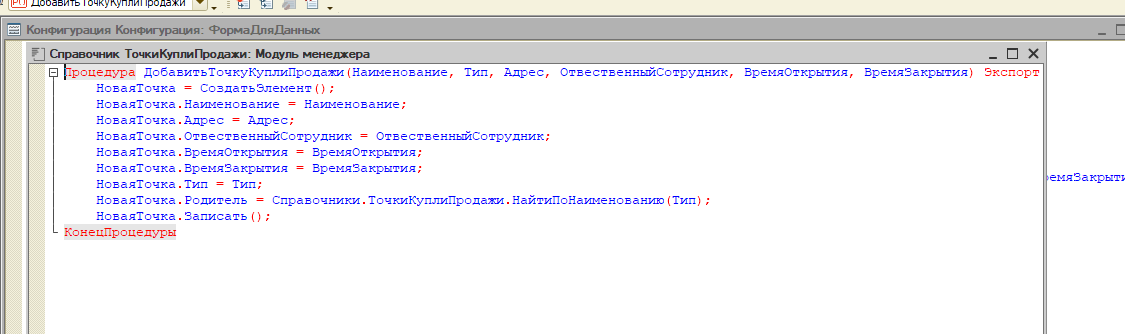 ДобавитьТочкуКуплиПродажи
Конфигурация Конфигурация: ФормаДляДанных
Справочник ТочкиКуплиПродажи: Модуль менеджера
Процедура ДобавитьТочкуКуплиПродажи(Наименование, Тип, Адрес, ОтвественныйСотрудник, ВремяОткрытия, ВремяЗакрытия) Экспорт
НоваяТочка = СоздатьЭлемент();
НоваяТочка.Наименование = Наименование;
НоваяТочка.Адрес = Адрес;
НоваяТочка.ОтвественныйСотрудник = ОтвественныйСотрудник;
НоваяТочка.ВремяОткрытия = ВремяОткрытия;
НоваяТочка.ВремяЗакрытия = ВремяЗакрытия;
НоваяТочка.Тип = Тип;
НоваяТочка.Родитель = Справочники.ТочкиКуплиПродажи.НайтиПоНаименованию(Тип);
НоваяТочка.Записать();
КонецПроцедуры